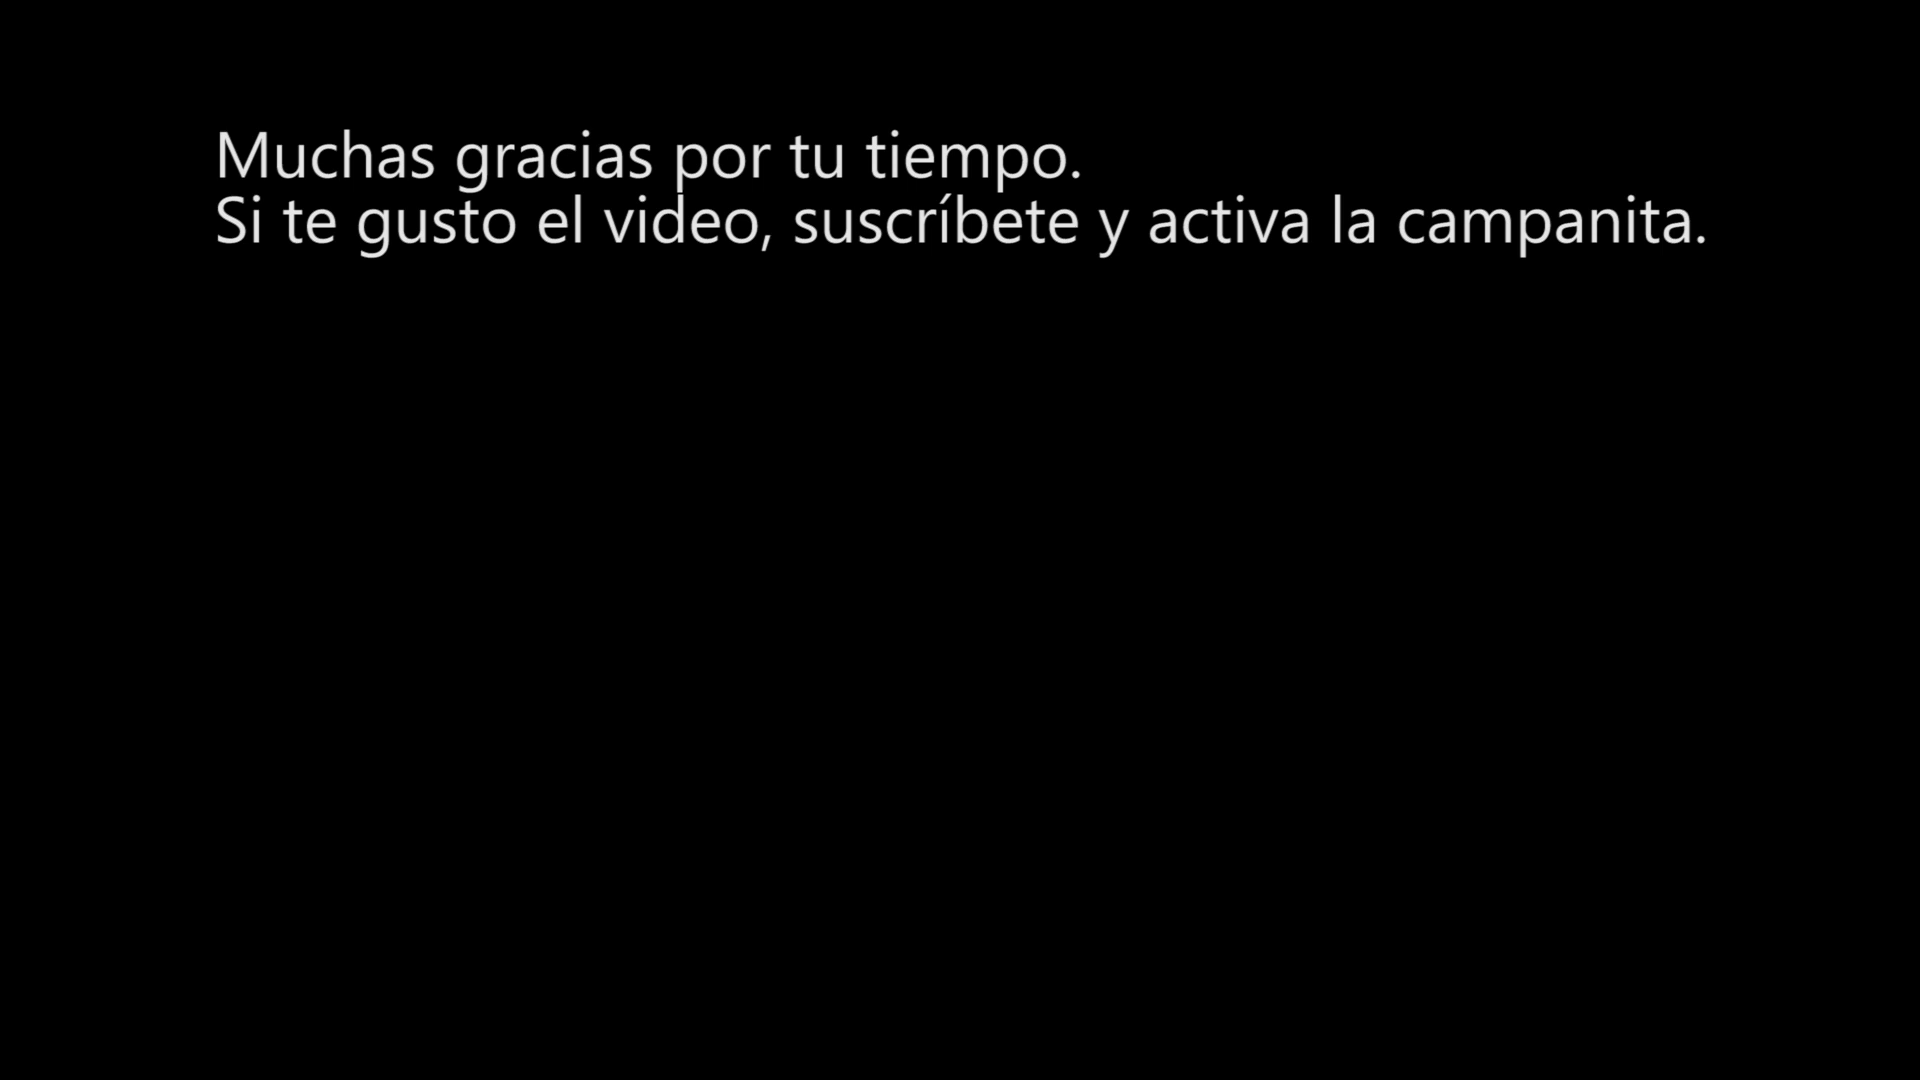 Muchas gracias por tu tiempo.
Si te gusto el video, suscríbete y activa la campanita.